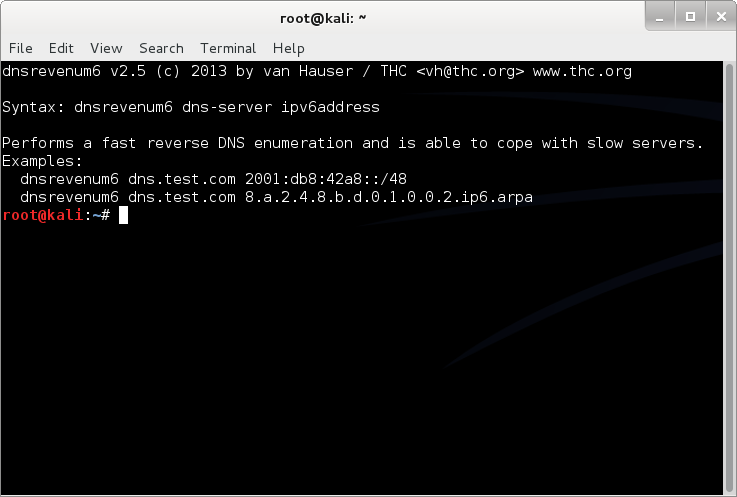 root@kali: ~
File Edit View Search Terminal Help
dnsrevenum6 v2.5 (c) 2013 by van Hauser / THC <vh@thc.org> www.thc.org
Syntax: dnsrevenum6 dns-server ipv6address
Performs a fast reverse DNS enumeration and is able to cope with slow servers.
Examples:
dnsrevenum6 dns.test.com 2001:db8:42a8::/48
dnsrevenum6 dns.test.com 8.a.2.4.8.b.d.0.1.0.0.2.ip6.arpa
root@kali:~#